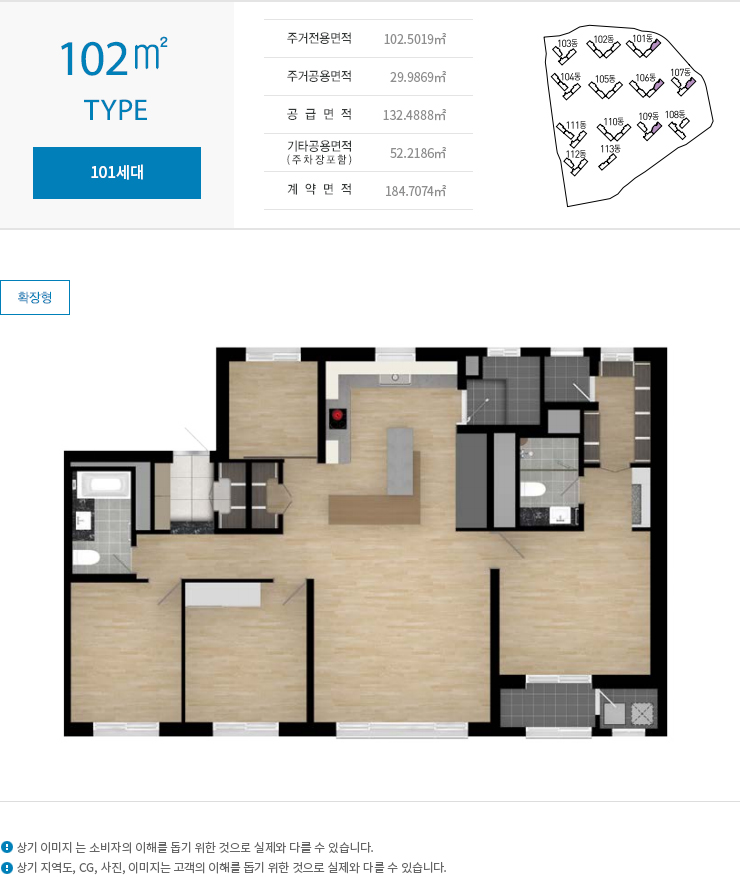 102㎡
TYPE
101세대
주거전용면적 102.5019㎡
주거공용면적 29.9869㎡
공 급 면 적 132.4888㎡
기타공용면적
(주차장포함) 52.2186㎡
계 약 면 적 184.7074㎡
103동 102동 101동
104동 105동 106동 107동
111동 110동 109동 108동
112동 113동
확장형
상기 이미지 는 소비자의 이해를 돕기 위한 것으로 실제와 다를 수 있습니다.
상기 지역도, CG, 사진, 이미지는 고객의 이해를 돕기 위한 것으로 실제와 다를 수 있습니다.